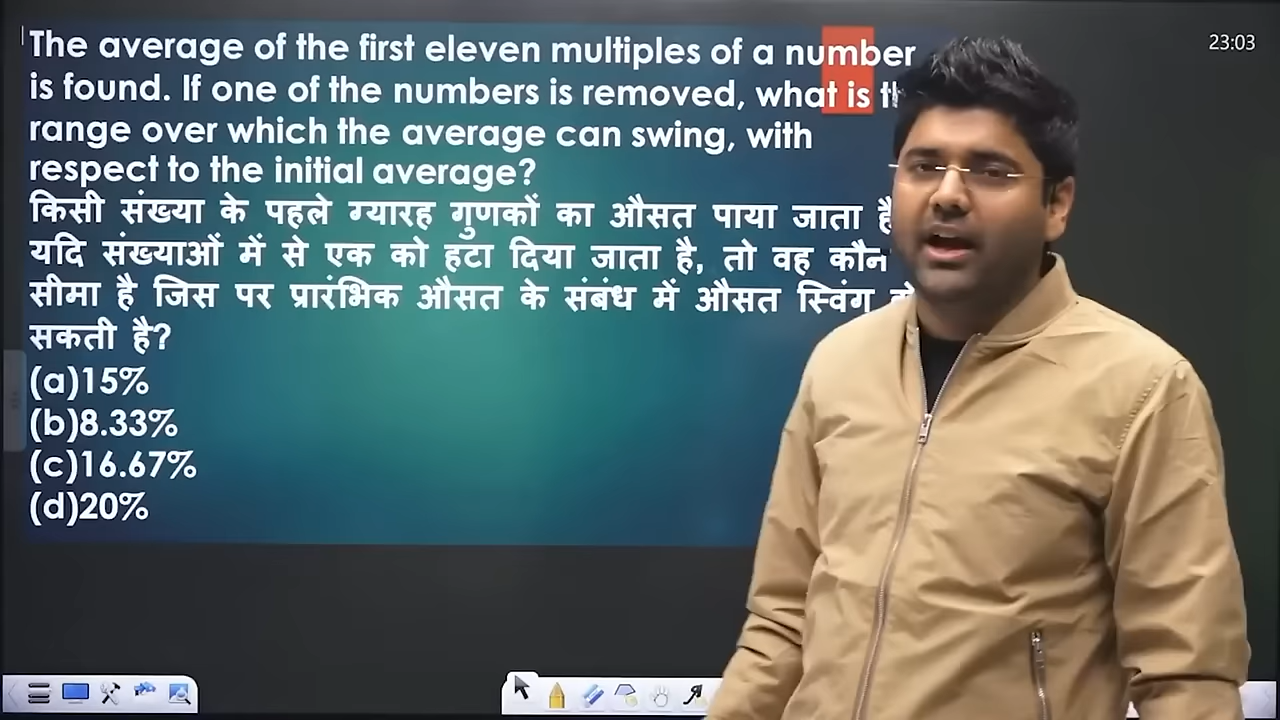 The average of the first eleven multiples of a number
is found. If one of the numbers is removed, what is
range over which the average can swing, with
respect to the initial average?
किसी संख्या के पहले ग्यारह गुणकों का औसत पाया जाता
यदि संख्याओं में से एक को हटा दिया जाता है, तो वह कौन
सीमा है जिस पर प्रारंभिक औसत के संबंध में औसत स्विंग
सकती है?
(a)15%
(b)8.33%
(c)16.67%
(d)20%
23:03